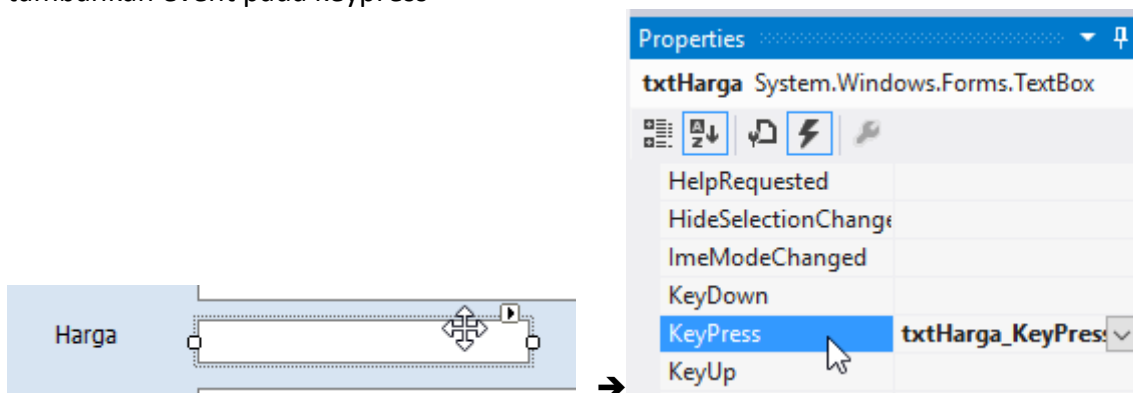 Properties
txtHarga System.Windows.Forms.TextBox
HelpRequested
HideSelectionChange
ImeModeChanged
KeyDown
Harga
KeyPress txtHarga_KeyPress
KeyUp